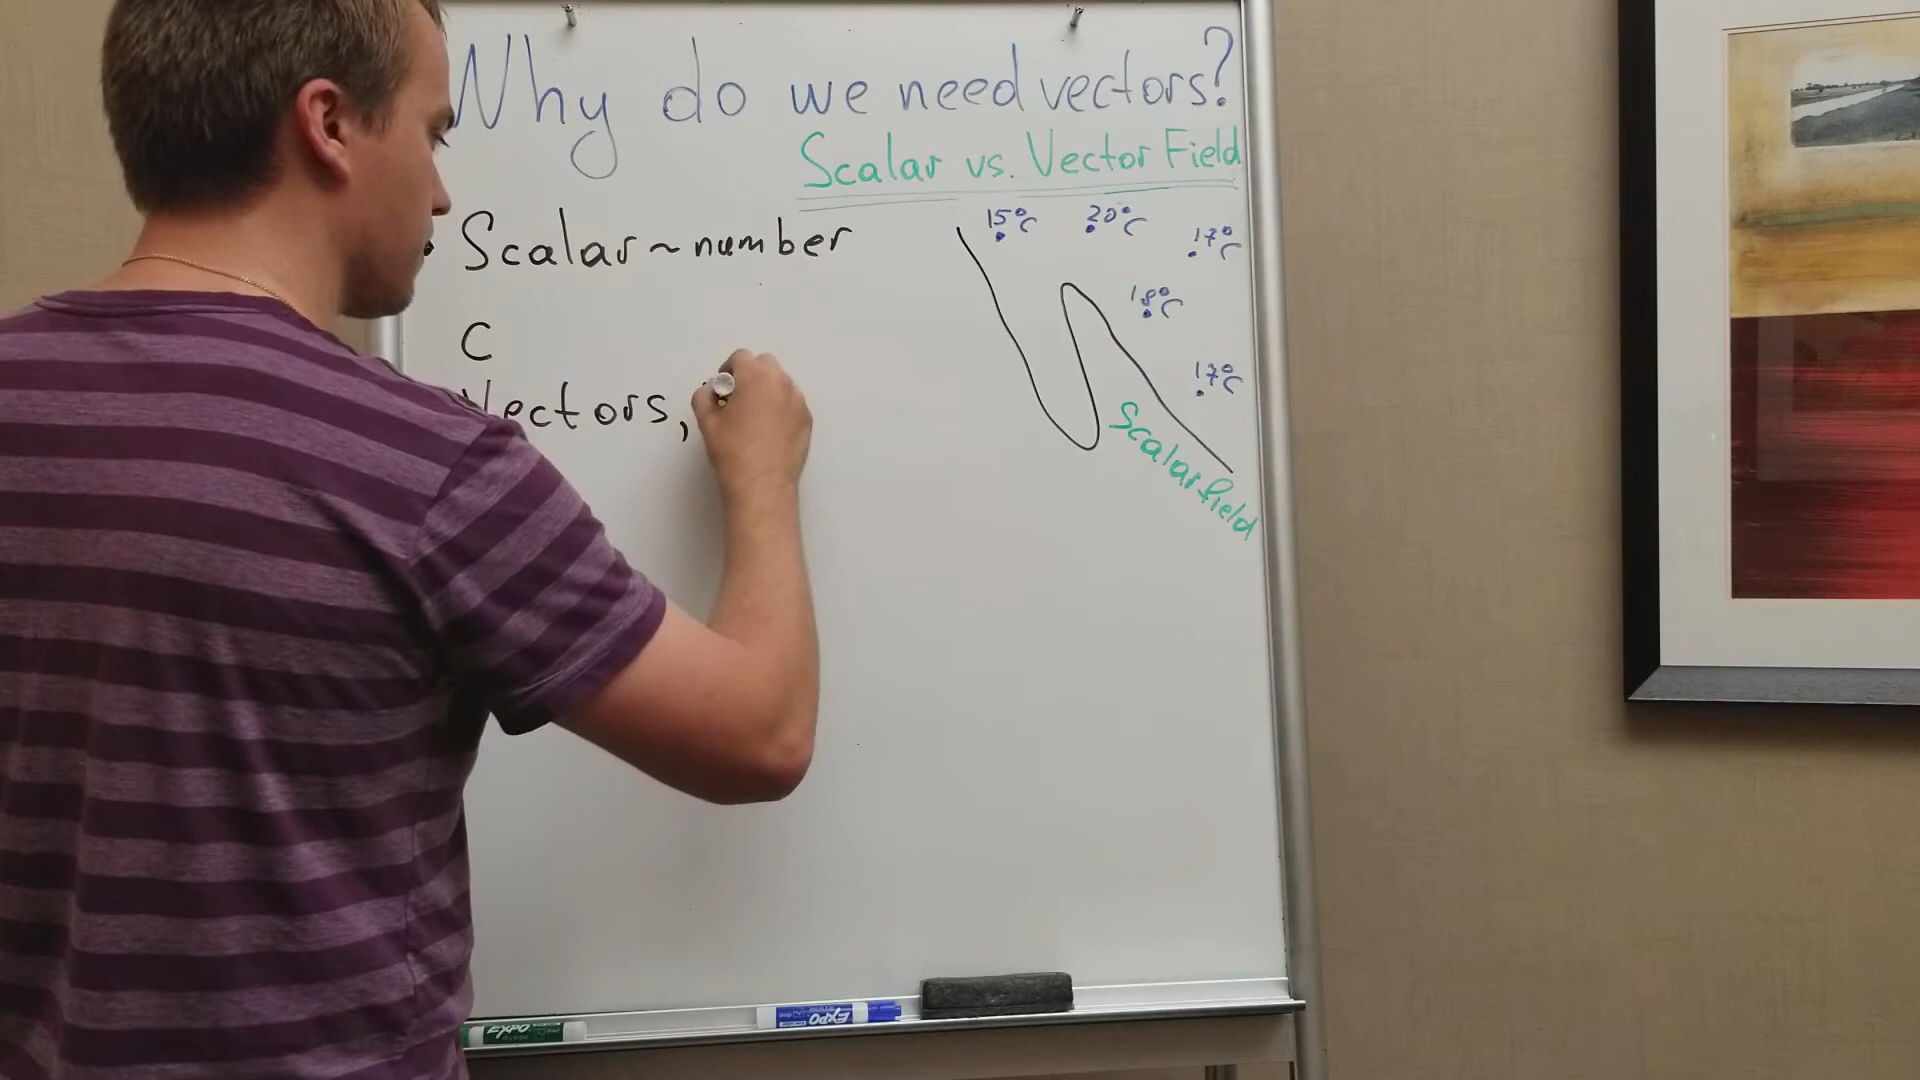 Why do we need vectors?
Scalar vs. Vector Field
• Scalar ~ number
C
Vectors,
15°C
20°C
17°C
18°C
17°C
Scalar field
EXPO
EXPO